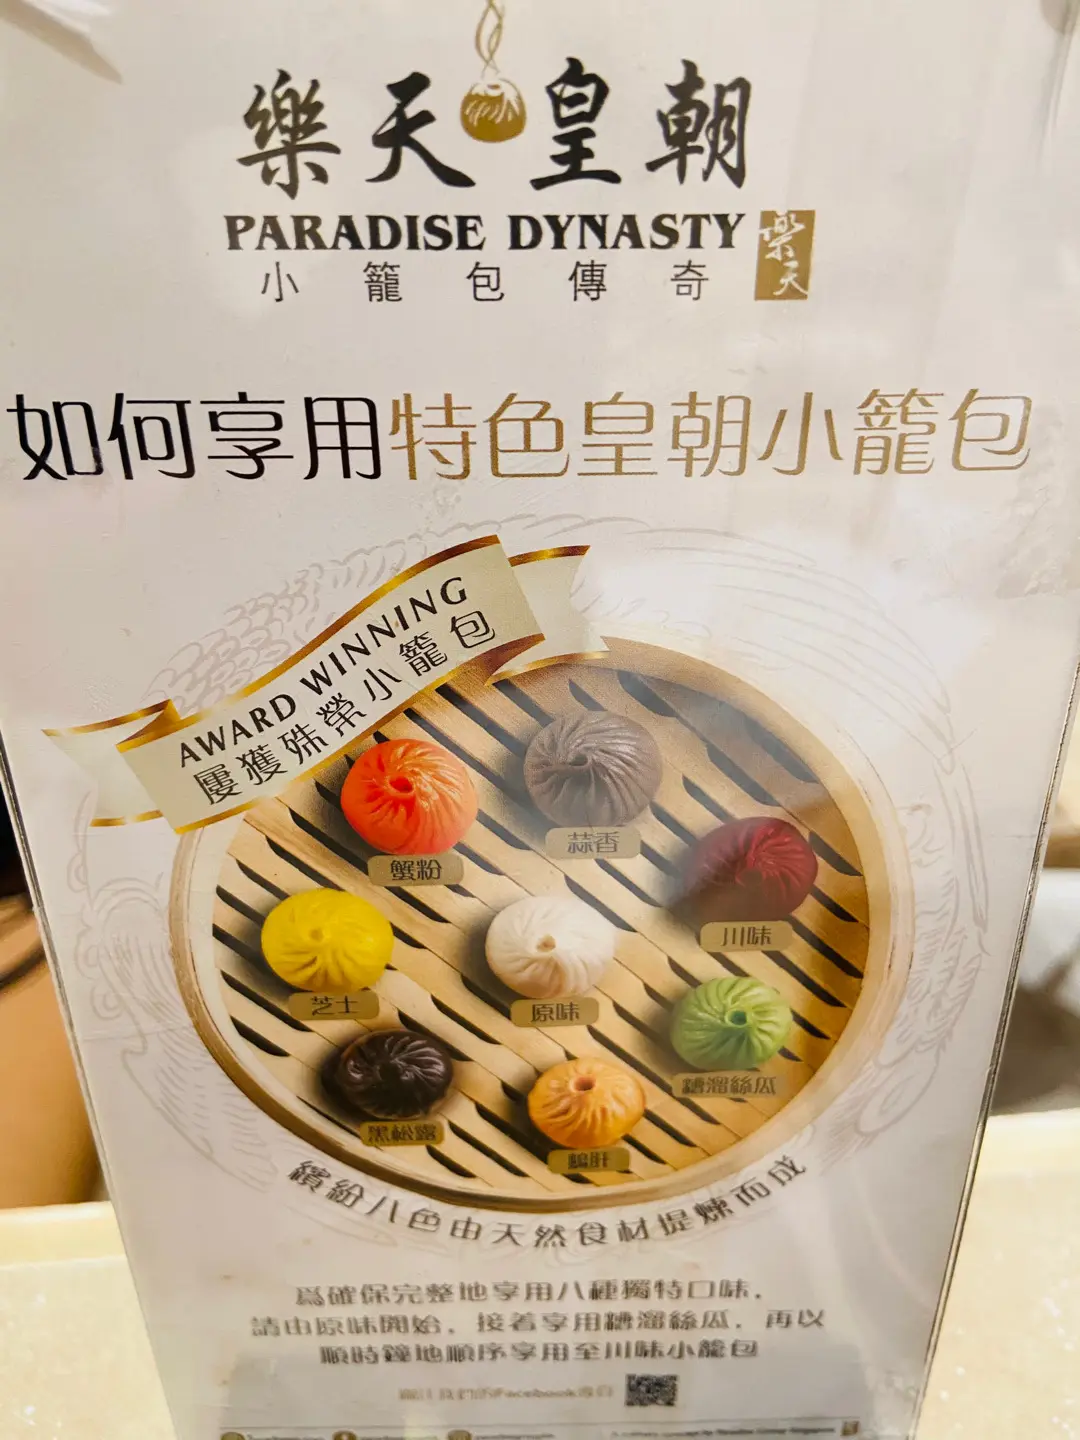 樂天皇朝
PARADISE DYNASTY
樂天
小籠包傳奇
如何享用特色皇朝小籠包
AWARD WINNING
屢獲殊榮小籠包
蟹粉
蒜香
川味
芝士
原味
糟溜絲瓜
黑松露
鵝肝
繽紛八色由天然食材提煉而成
爲確保完整地享用八種獨特口味，
請由原味開始，接着享用糟溜絲瓜，再以
順時鐘地順序享用至川味小籠包
Facebook